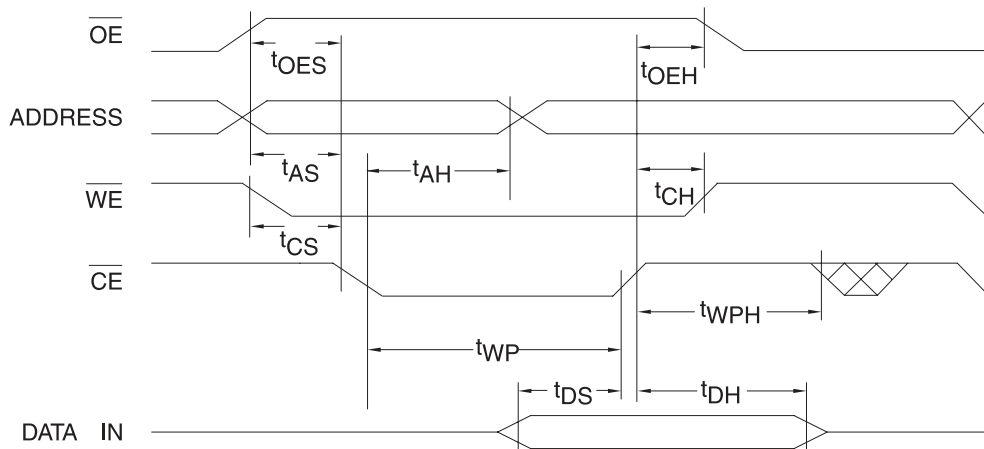 OE
tOES
tOEH
ADDRESS
tAS
tAH
WE
tCH
tCS
CE
tWPH
tWP
tDS
tDH
DATA IN